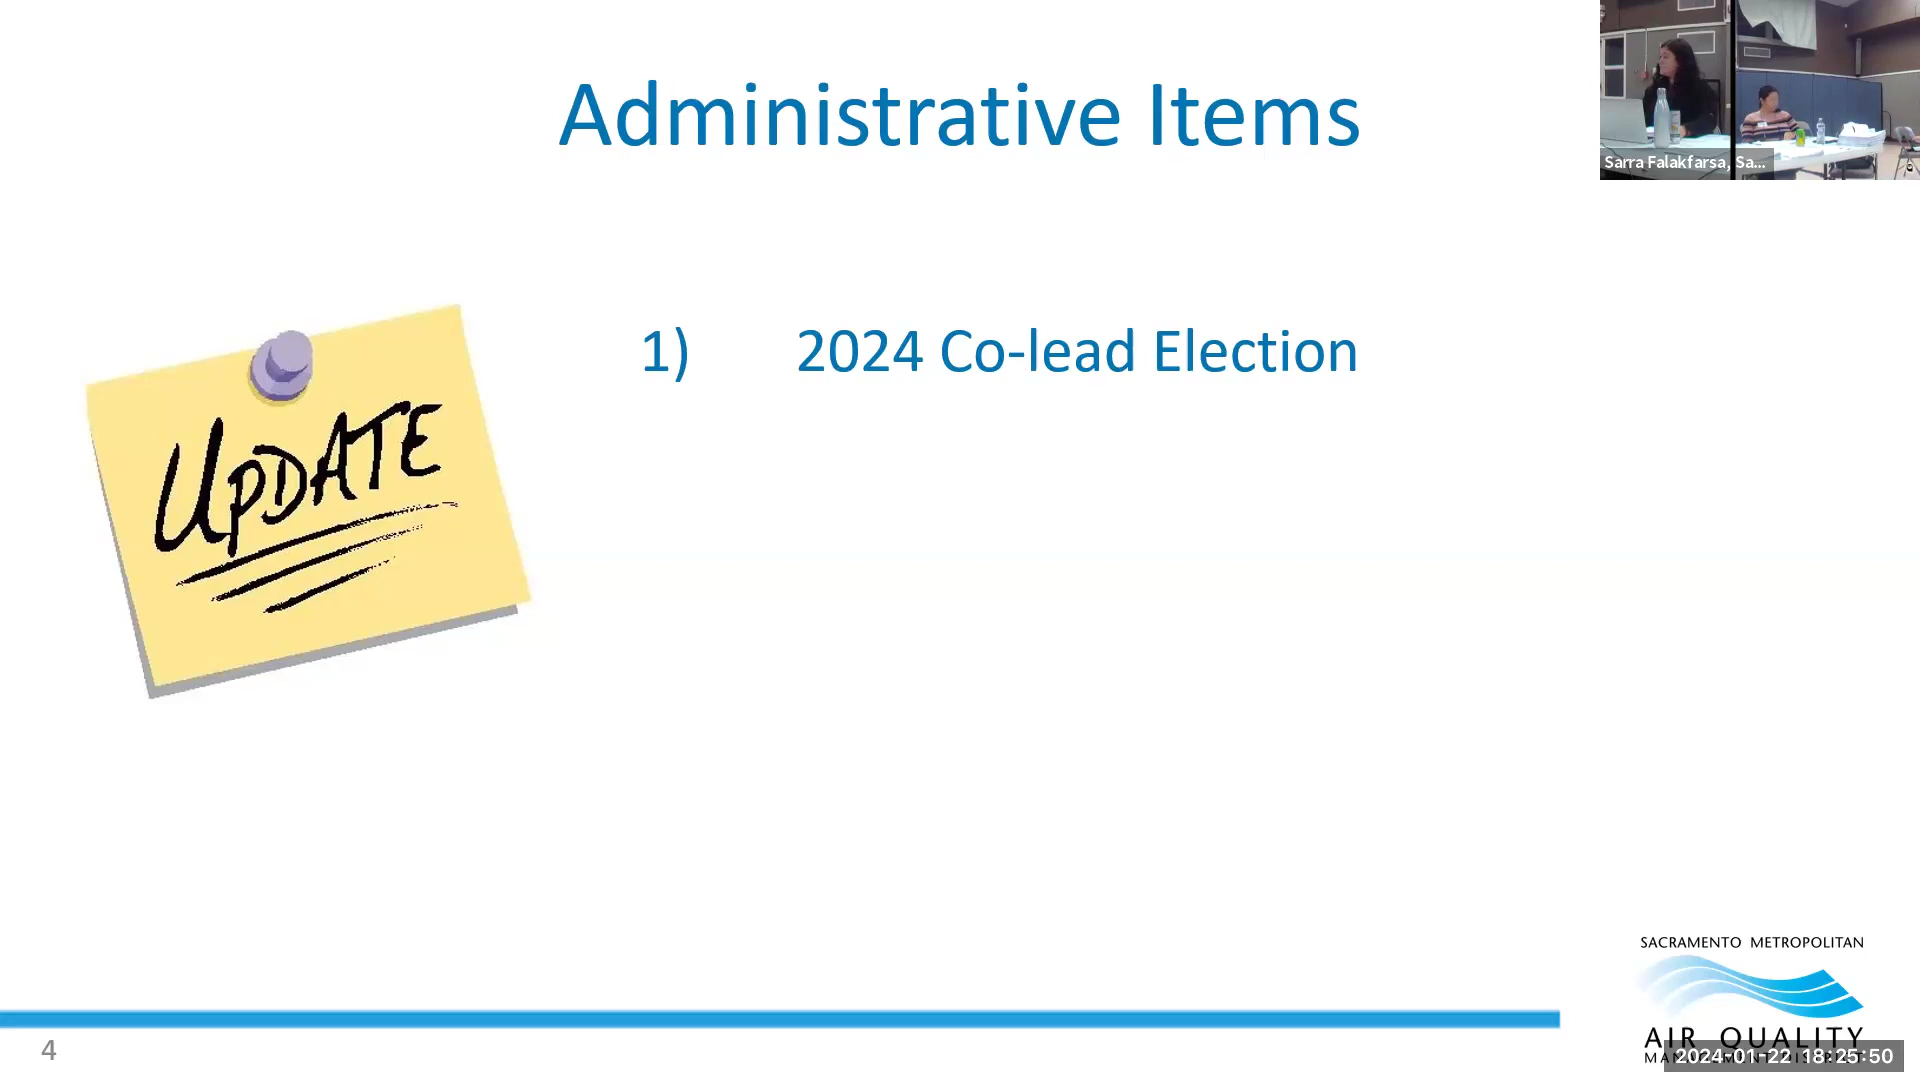 Administrative Items
Sarra Falakfarsa, Sa...
1) 2024 Co-lead Election
UPDATE
SACRAMENTO METROPOLITAN
AIR QUALITY
4
2024-01-22 18:25:50